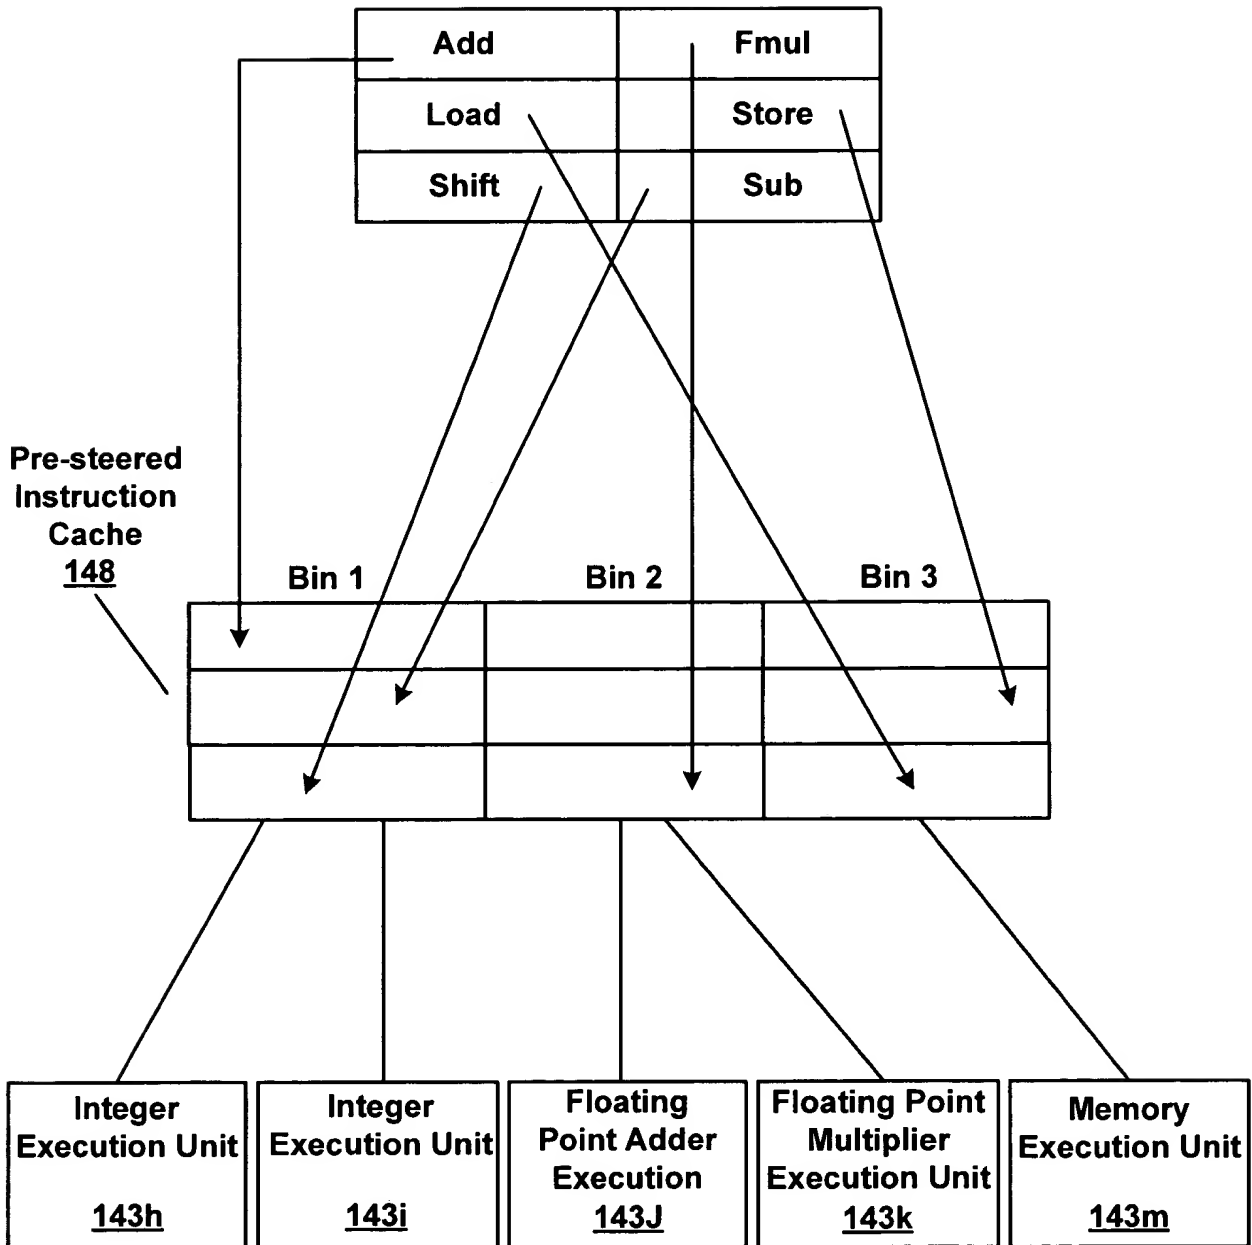 Add
Fmul
Load
Store
Shift
Sub
Pre-steered
Instruction
Cache
148
Bin 1
Bin 2
Bin 3
Integer
Execution Unit
143h
Integer
Execution Unit
143i
Floating
Point Adder
Execution
143J
Floating Point
Multiplier
Execution Unit
143k
Memory
Execution Unit
143m